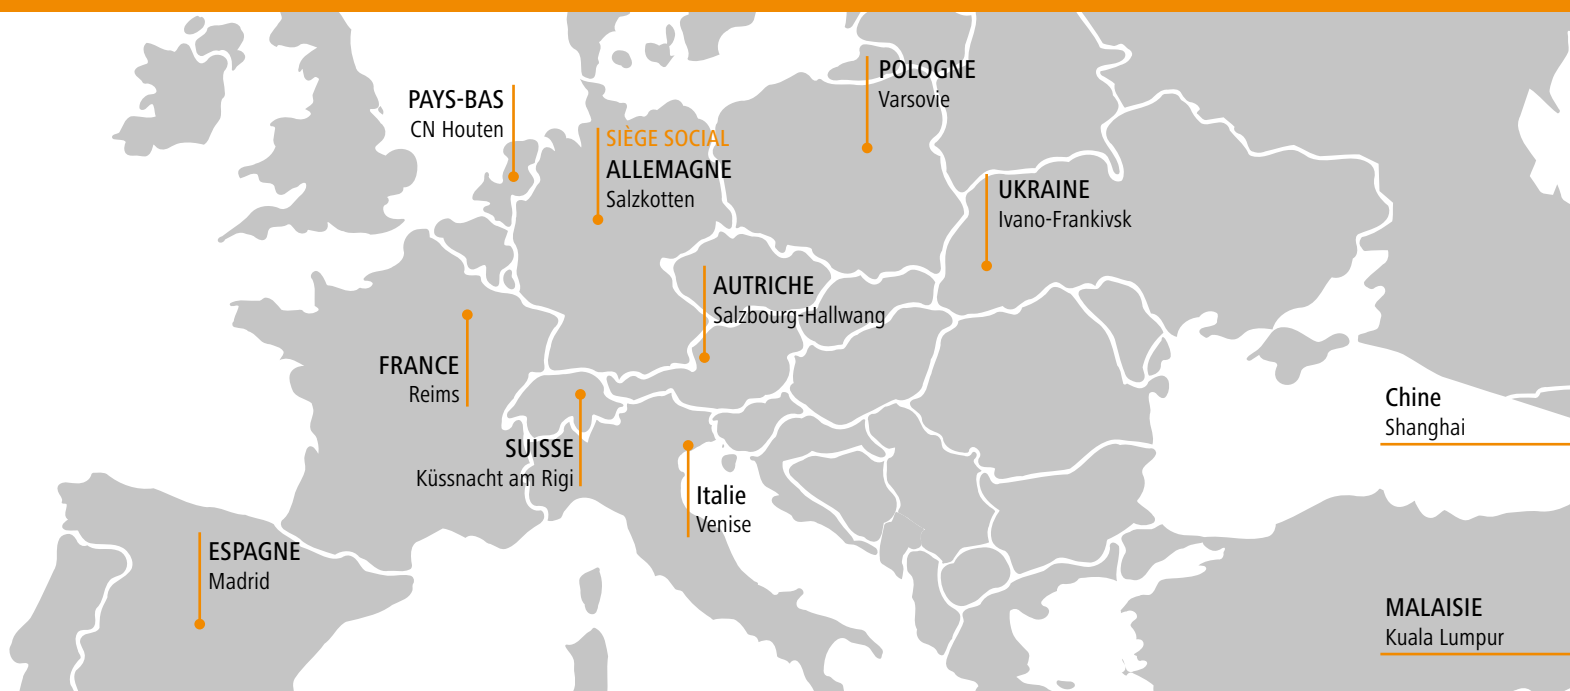 POLOGNE
Varsovie
PAYS-BAS
CN Houten
SIÈGE SOCIAL
ALLEMAGNE
Salzkotten
UKRAINE
Ivano-Frankivsk
AUTRICHE
Salzbourg-Hallwang
FRANCE
Reims
Chine
Shanghai
SUISSE
Küssnacht am Rigi
Italie
Venise
ESPAGNE
Madrid
MALAISIE
Kuala Lumpur